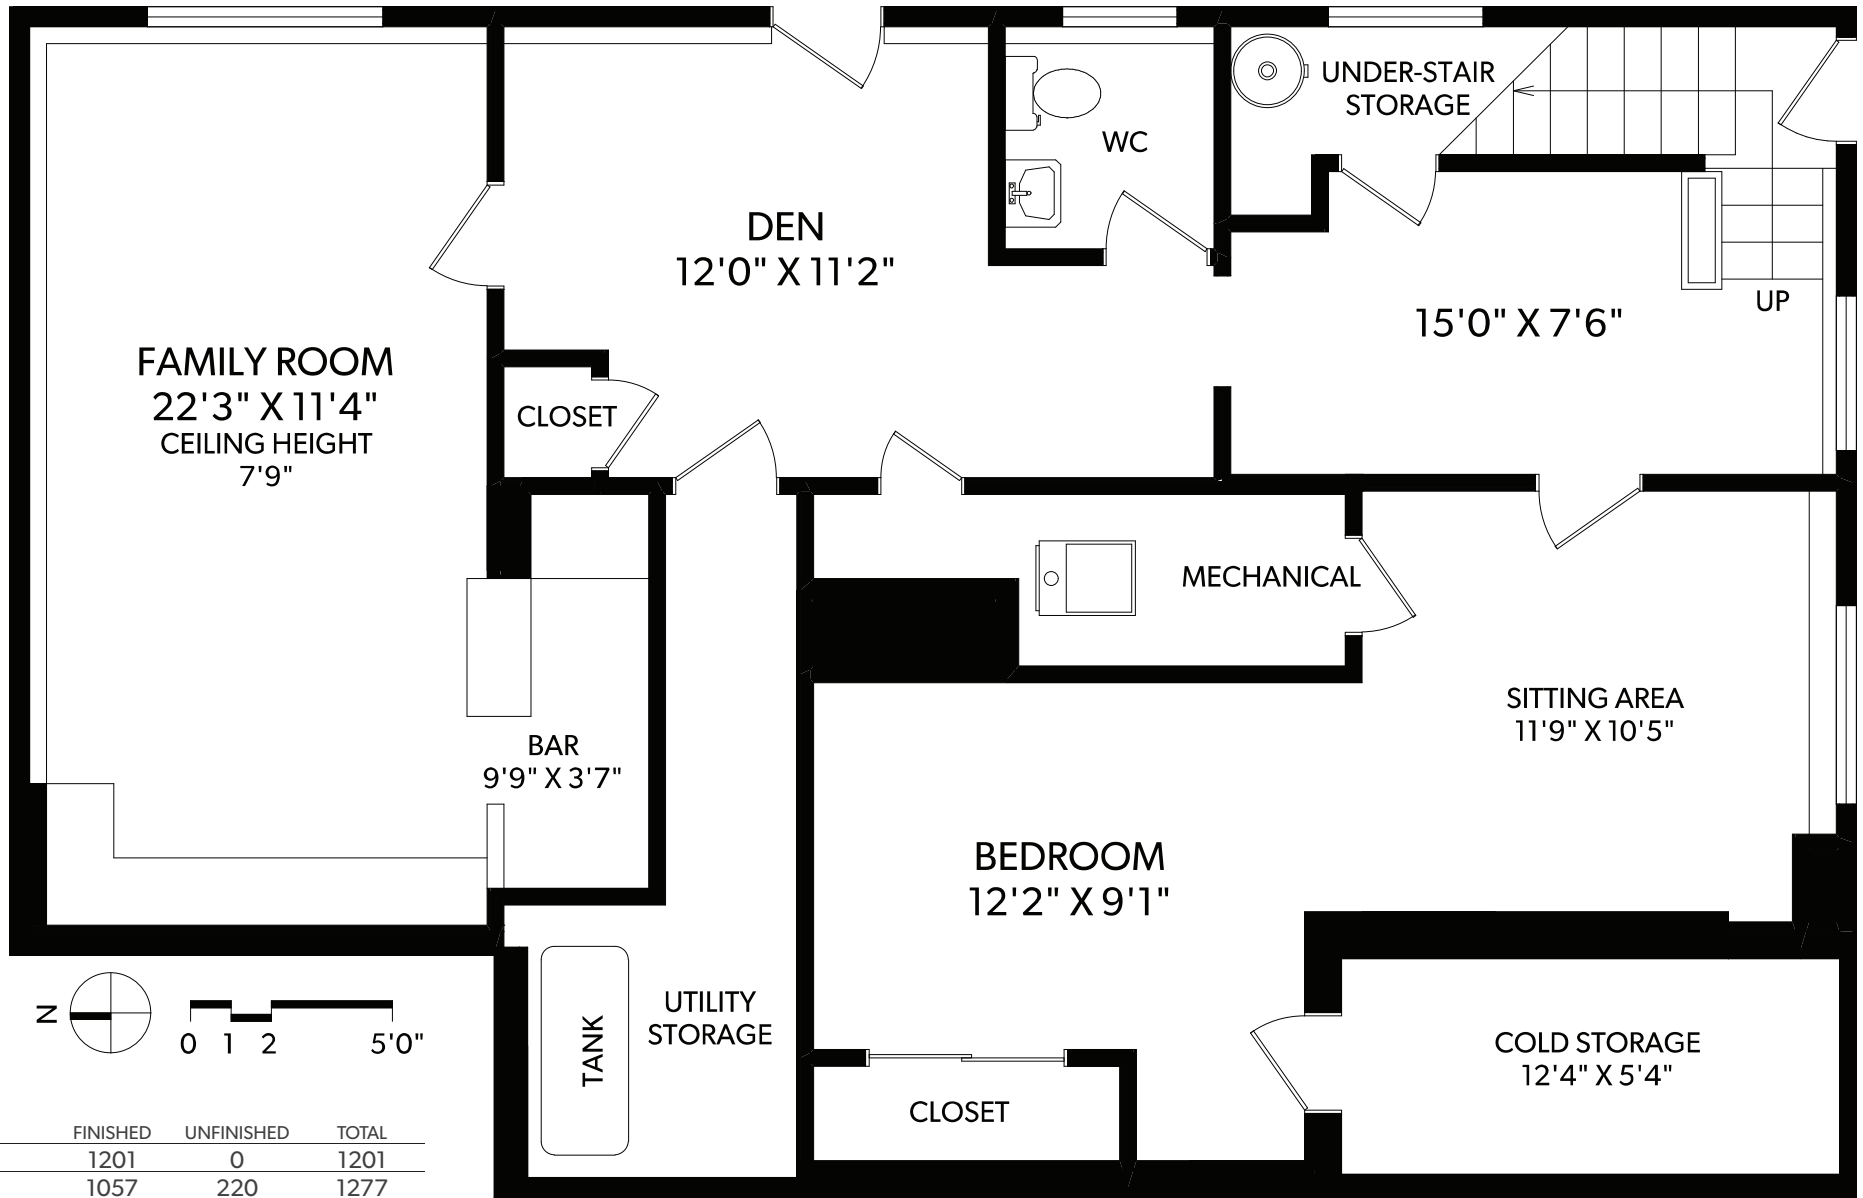 UNDER-STAIR
STORAGE
WC
DEN
12'0" X 11'2"
UP
15'0" X 7'6"
FAMILY ROOM
22'3" X 11'4"
CEILING HEIGHT
7'9"
CLOSET
MECHANICAL
SITTING AREA
11'9" X 10'5"
BAR
9'9" X 3'7"
BEDROOM
12'2" X 9'1"
N
0 1 2 5'0"
TANK
UTILITY
STORAGE
COLD STORAGE
12'4" X 5'4"
CLOSET
FINISHED UNFINISHED TOTAL
1201 0 1201
1057 220 1277